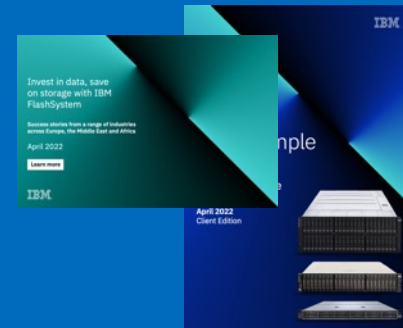 IBM
Invest in data, save
on storage with IBM
FlashSystem
Success stories from a range of industries
across Europe, the Middle East and Africa
April 2022
Learn more
IBM
mple
e
April 2022
Client Edition